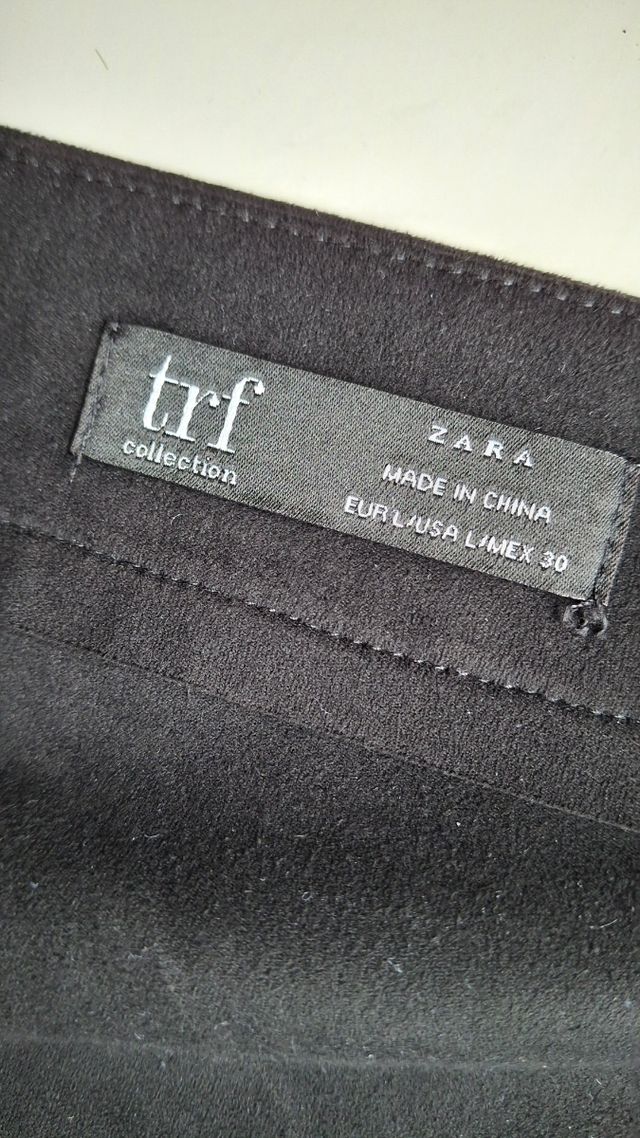 trf
collection
ZARA
MADE IN CHINA
EUR L/USA L/MEX 30